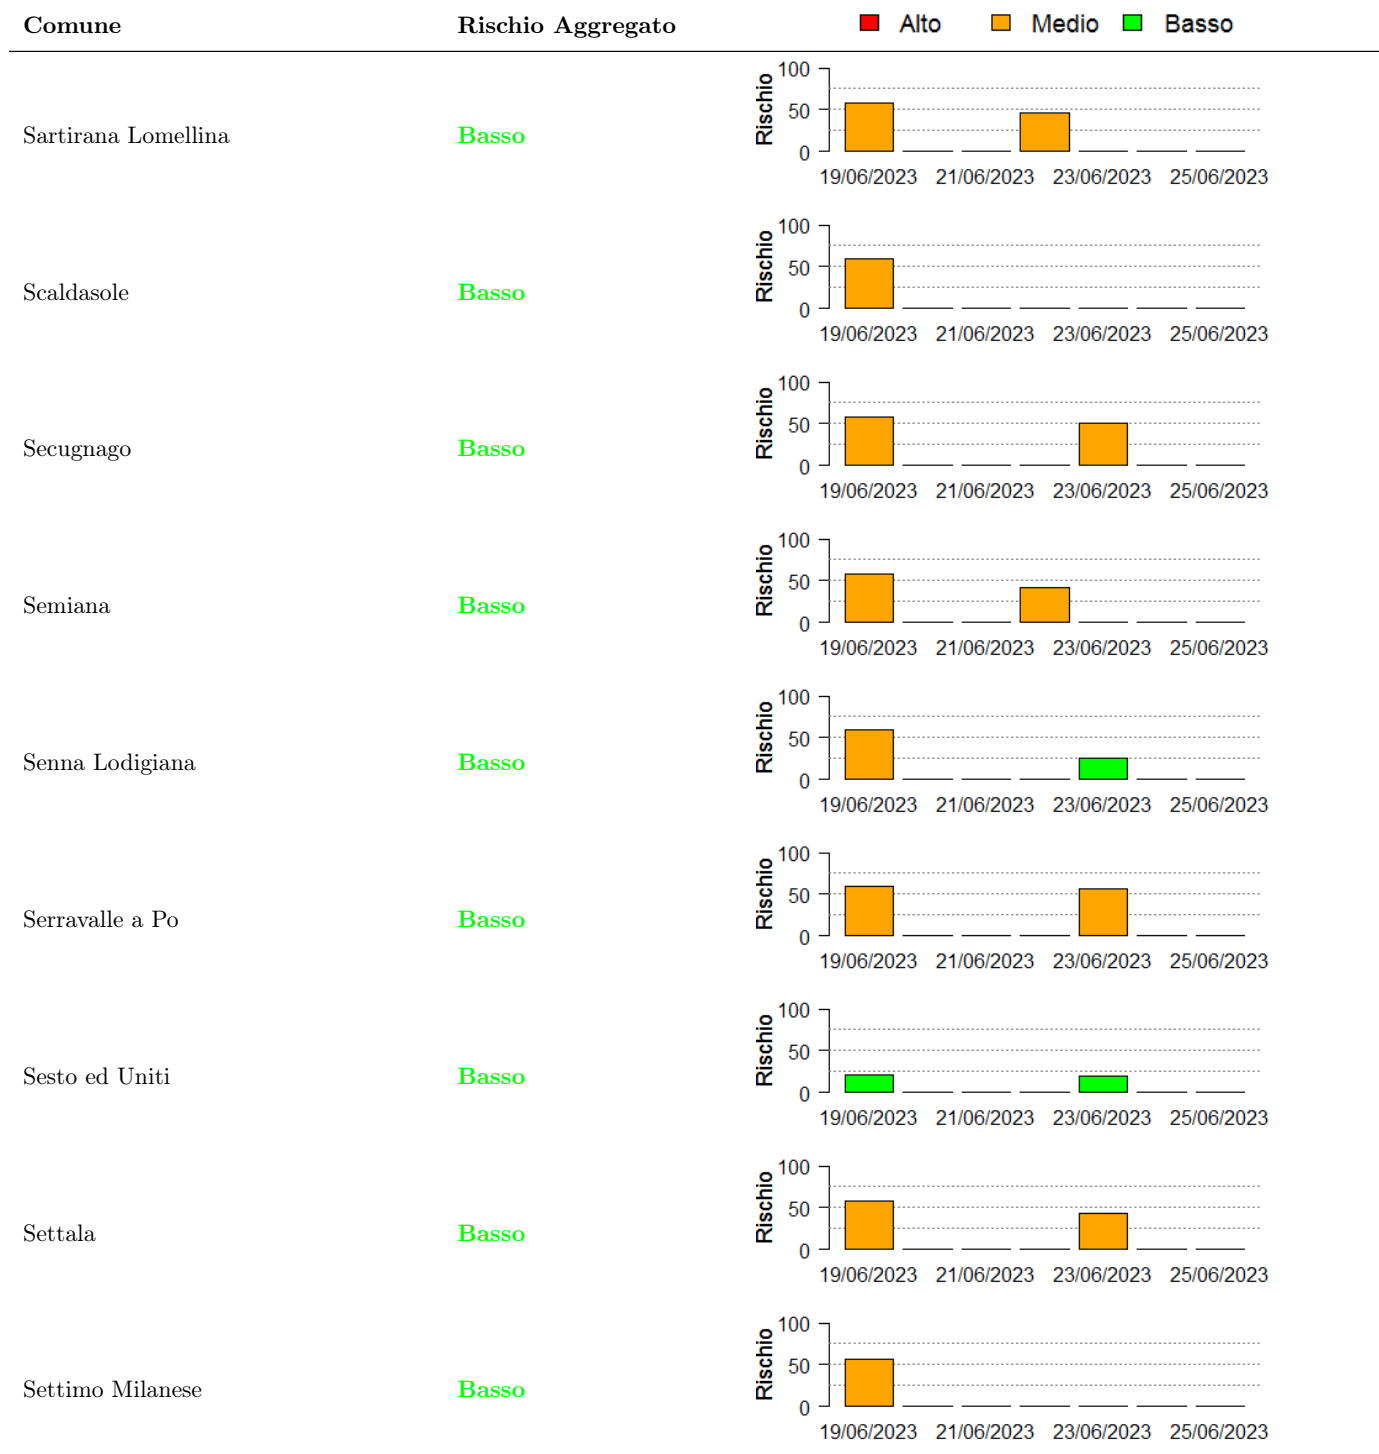 Comune Rischio Aggregato Alto Medio Basso
Sartirana Lomellina Basso
Rischio
100
50
0
19/06/2023 21/06/2023 23/06/2023 25/06/2023
Scaldasole Basso
Rischio
100
50
0
19/06/2023 21/06/2023 23/06/2023 25/06/2023
Secugnago Basso
Rischio
100
50
0
19/06/2023 21/06/2023 23/06/2023 25/06/2023
Semiana Basso
Rischio
100
50
0
19/06/2023 21/06/2023 23/06/2023 25/06/2023
Senna Lodigiana Basso
Rischio
100
50
0
19/06/2023 21/06/2023 23/06/2023 25/06/2023
Serravalle a Po Basso
Rischio
100
50
0
19/06/2023 21/06/2023 23/06/2023 25/06/2023
Sesto ed Uniti Basso
Rischio
100
50
0
19/06/2023 21/06/2023 23/06/2023 25/06/2023
Settala Basso
Rischio
100
50
0
19/06/2023 21/06/2023 23/06/2023 25/06/2023
Settimo Milanese Basso
Rischio
100
50
0
19/06/2023 21/06/2023 23/06/2023 25/06/2023